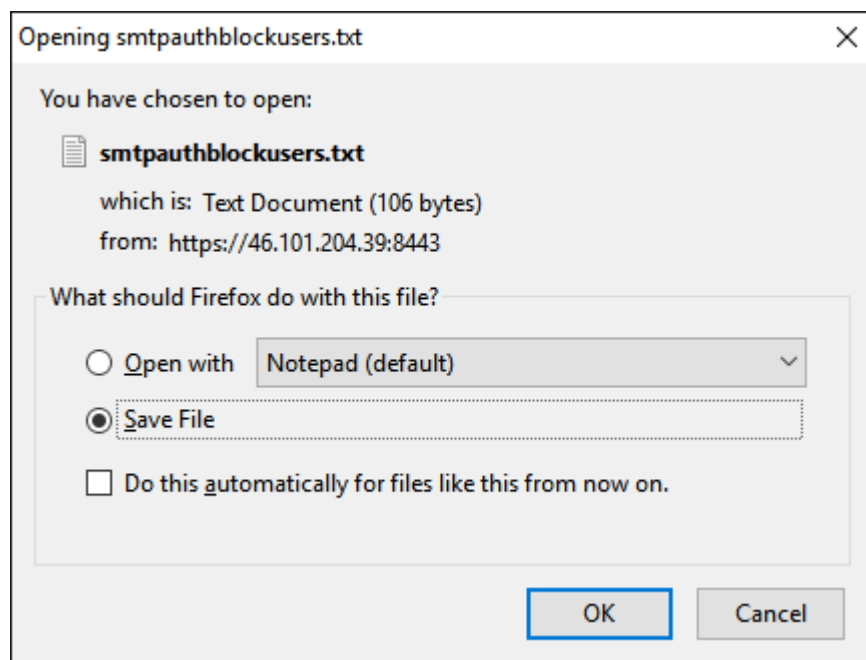 Opening smtpauthblockusers.txt
You have chosen to open:
smtpauthblockusers.txt
which is: Text Document (106 bytes)
from: https://46.101.204.39:8443
What should Firefox do with this file?
Open with Notepad (default)
Save File
Do this automatically for files like this from now on.
OK Cancel